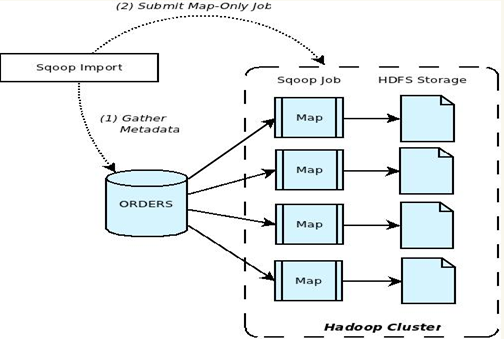 (2) Submit Map-Only Job
Sqoop Import
(1) Gather
Metadata
ORDERS
Sqoop Job
HDFS Storage
Map
Map
Map
Map
Hadoop Cluster